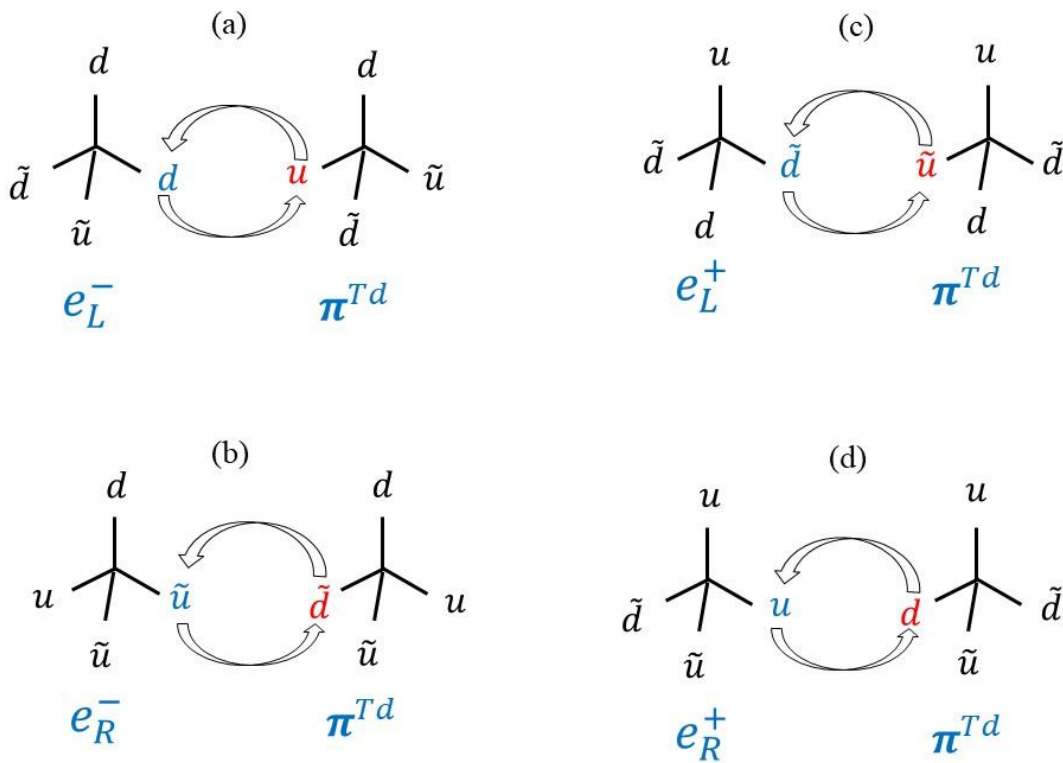 (a)
d d
d̃ d u ũ
ũ d̃
e_L^- π^{Td}
(c)
u u
d̃ d̃ ũ d̃
d d
e_L^+ π^{Td}
(b)
d d
u ũ d̃ u
ũ ũ
e_R^- π^{Td}
(d)
u u
d̃ u d d̃
ũ ũ
e_R^+ π^{Td}